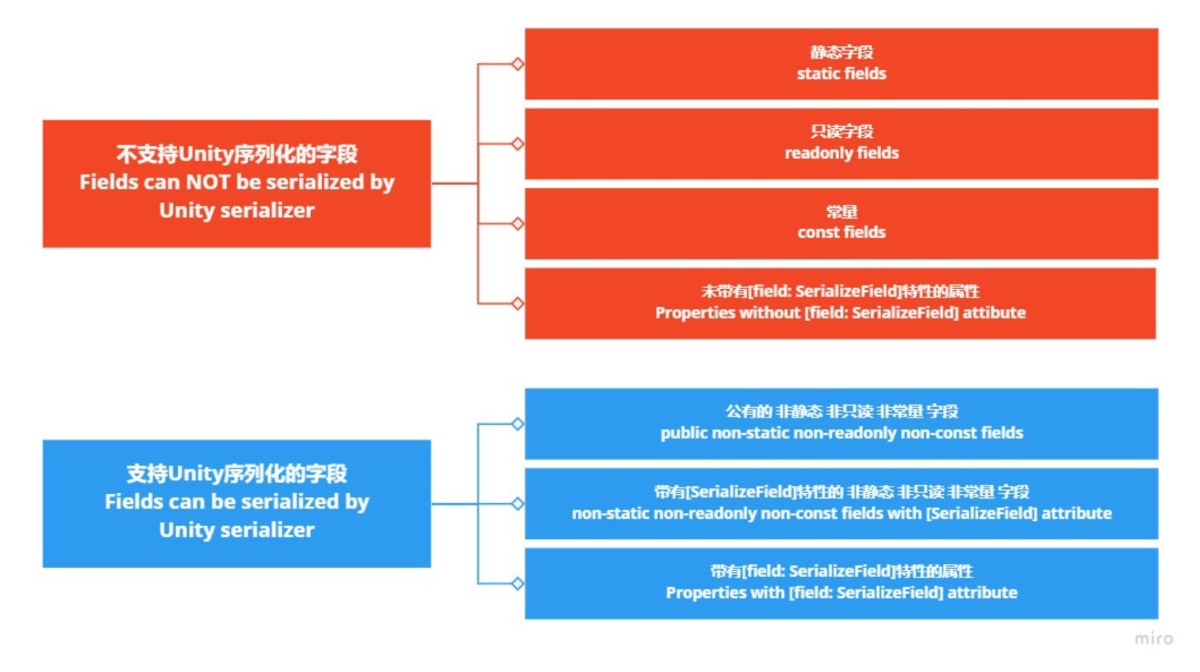 不支持Unity序列化的字段
Fields can NOT be serialized by
Unity serializer
静态字段
static fields
只读字段
readonly fields
常量
const fields
未带有[field: SerializeField]特性的属性
Properties without [field: SerializeField] attibute
支持Unity序列化的字段
Fields can be serialized by
Unity serializer
公有的 非静态 非只读 非常量 字段
public non-static non-readonly non-const fields
带有[SerializeField]特性的 非静态 非只读 非常量 字段
non-static non-readonly non-const fields with [SerializeField] attribute
带有[field: SerializeField]特性的属性
Properties with [field: SerializeField] attribute
miro